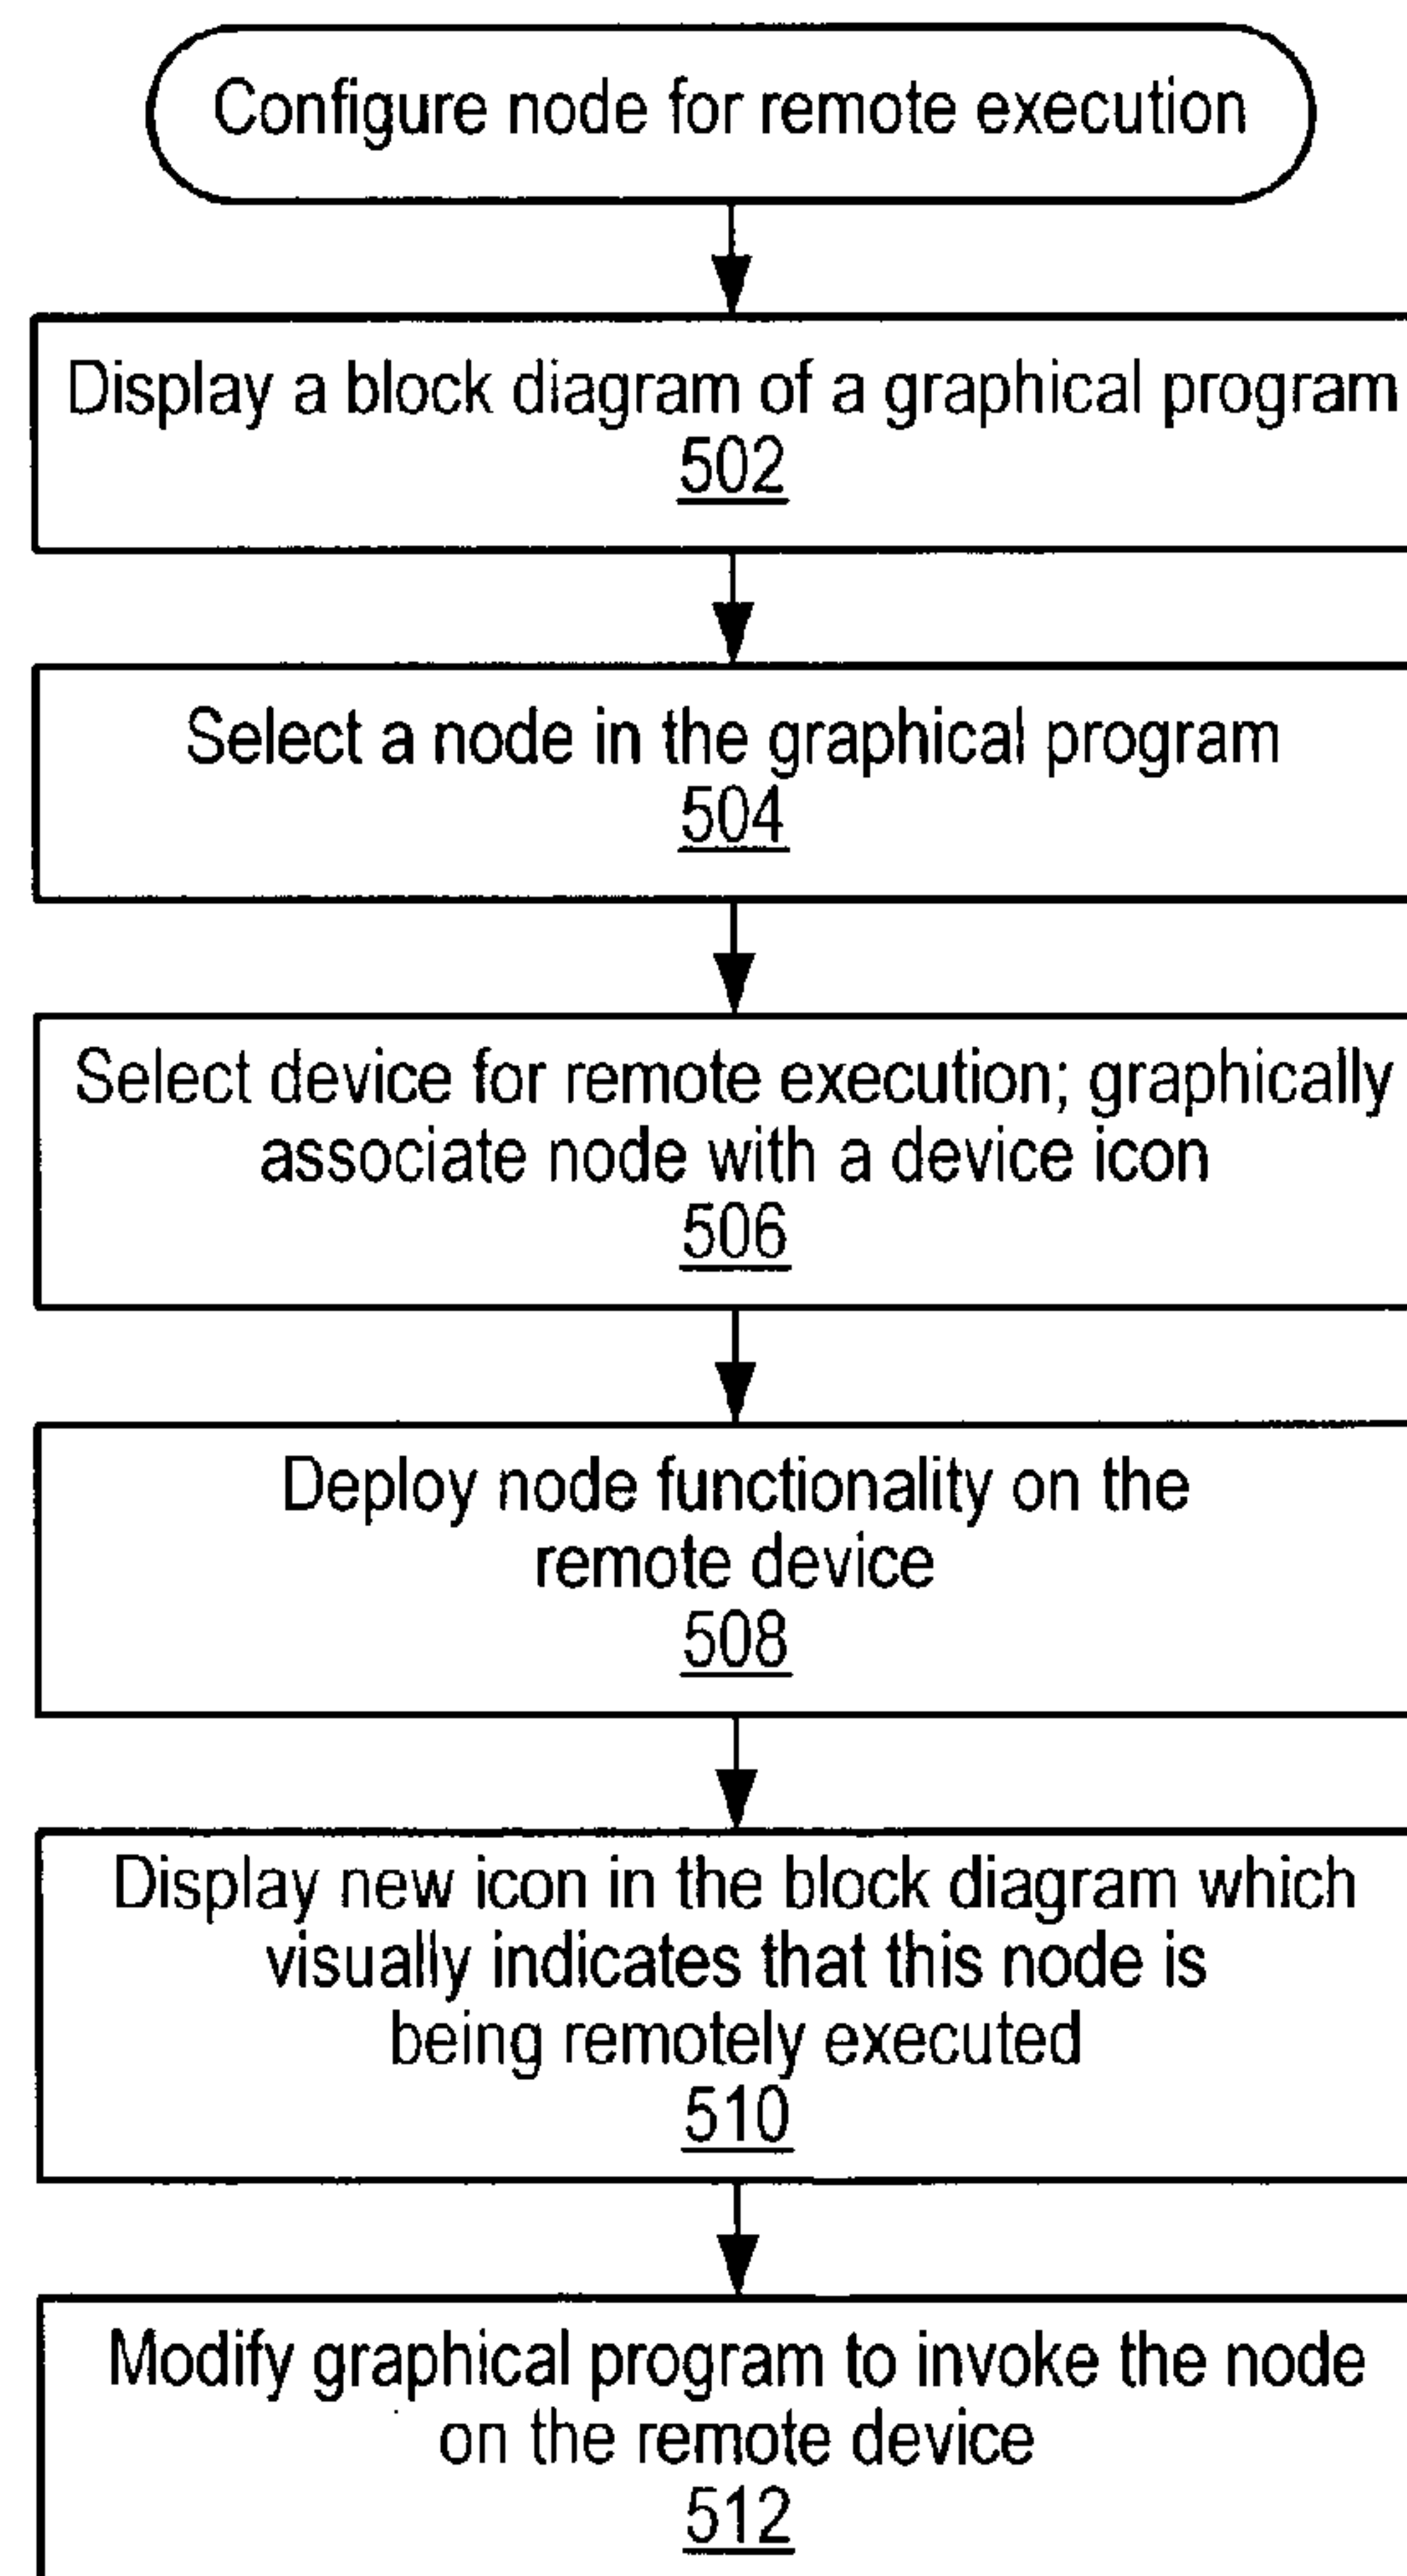 Configure node for remote execution
Display a block diagram of a graphical program
502
Select a node in the graphical program
504
Select device for remote execution; graphically
associate node with a device icon
506
Deploy node functionality on the
remote device
508
Display new icon in the block diagram which
visually indicates that this node is
being remotely executed
510
Modify graphical program to invoke the node
on the remote device
512